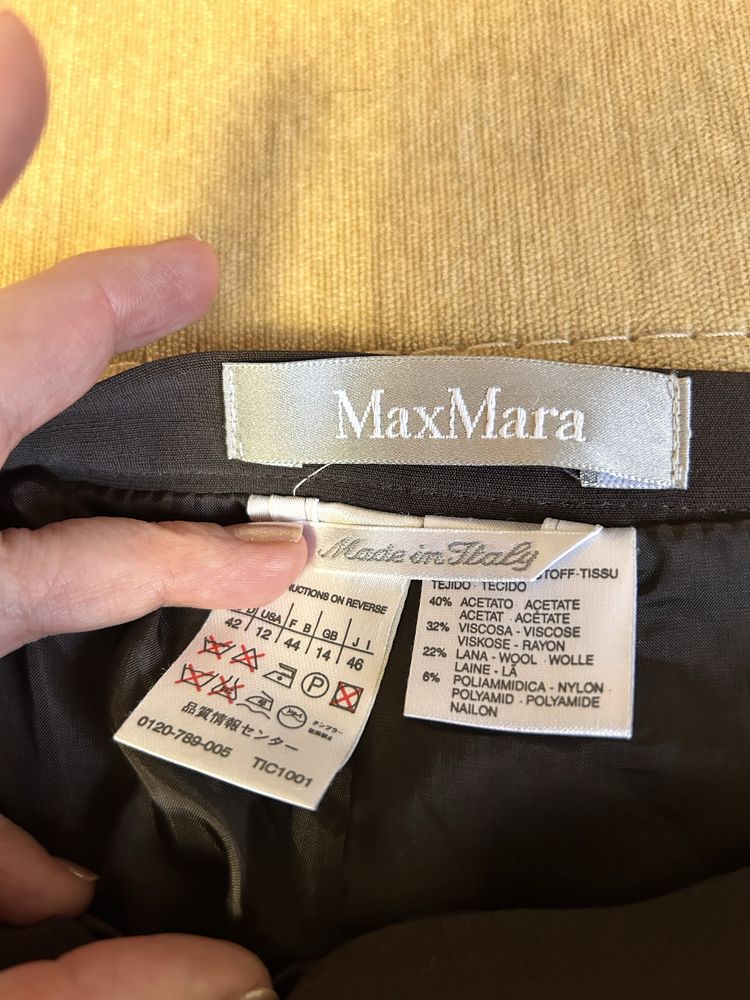 MaxMara
Made in Italy
UCTIONS ON REVERSE
D USA F B GB J I
42 12 44 14 46
P
品質情報センター
0120-789-005 TIC1001
STOFF-TISSU
TEJIDO · TECIDO
40% ACETATO ACETATE
ACETAT · ACÉTATE
32% VISCOSA - VISCOSE
VISKOSE - RAYON
22% LANA - WOOL · WOLLE
LAINE - LÃ
6% POLIAMMIDICA - NYLON
POLYAMID · POLYAMIDE
NAILON